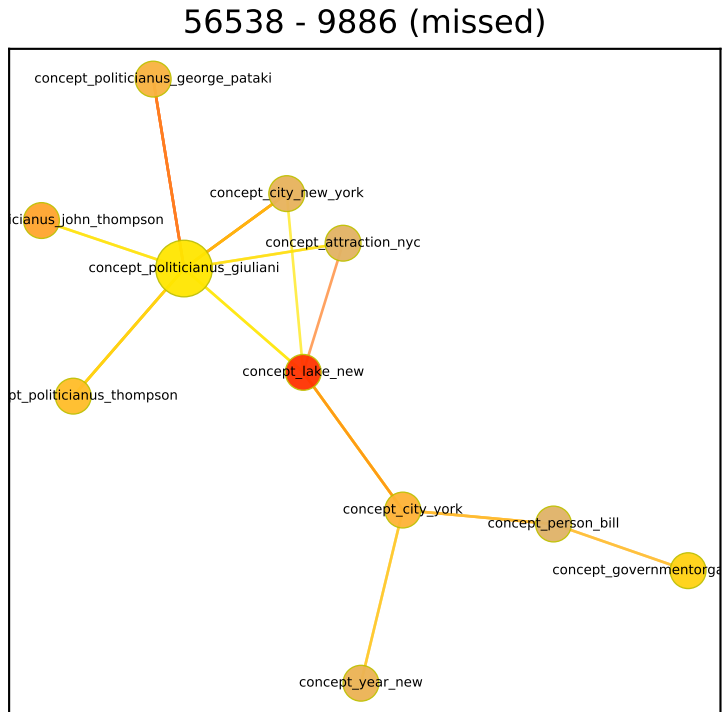 56538 - 9886 (missed)
concept_politicianus_george_pataki
concept_city_new_york
icianus_john_thompson
concept_attraction_nyc
concept_politicianus_giuliani
concept_lake_new
pt_politicianus_thompson
concept_city_york
concept_person_bill
concept_governmentorga
concept_year_new